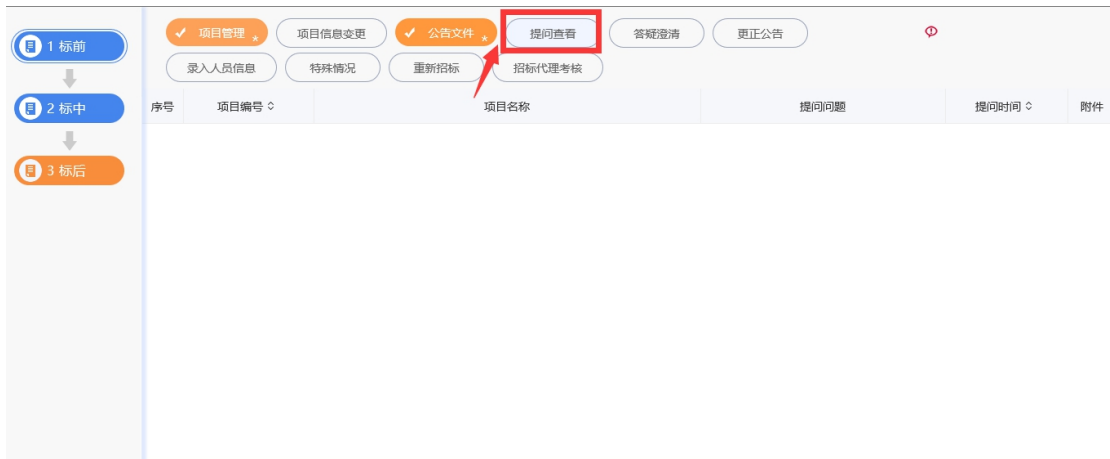 1 标前
2 标中
3 标后
项目管理 * 项目信息变更 公告文件 * 提问查看 答疑澄清 更正公告
录入人员信息 特殊情况 重新招标 招标代理考核
序号 项目编号 项目名称 提问问题 提问时间 附件